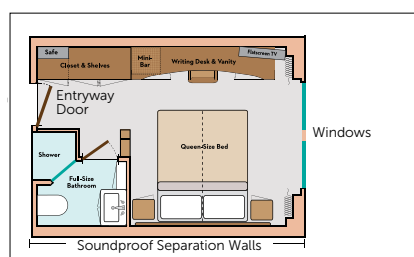 Safe
Closet & Shelves
Mini-
Bar
Writing Desk & Vanity
Flatscreen TV
Entryway
Door
Windows
Queen-Size Bed
Shower
Full-Size
Bathroom
Soundproof Separation Walls